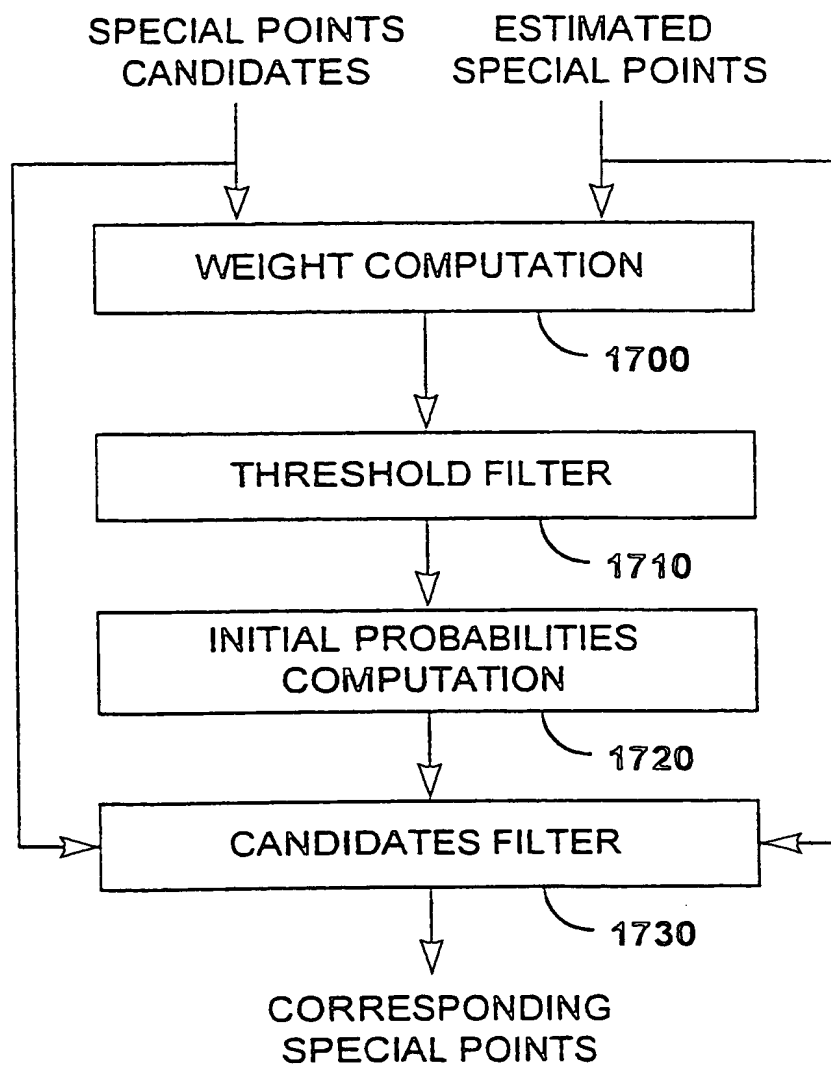 SPECIAL POINTS
CANDIDATES
ESTIMATED
SPECIAL POINTS
WEIGHT COMPUTATION
1700
THRESHOLD FILTER
1710
INITIAL PROBABILITIES
COMPUTATION
1720
CANDIDATES FILTER
1730
CORRESPONDING
SPECIAL POINTS